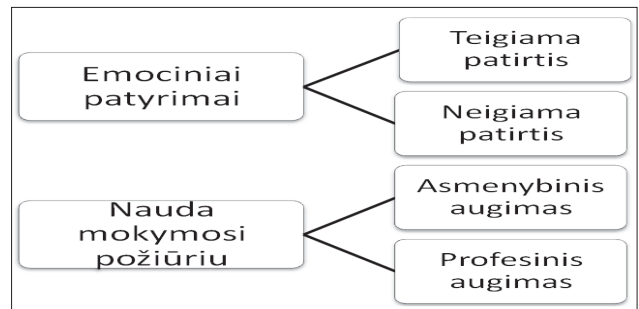 Emociniai
patyrimai
Teigiama
patirtis
Neigiama
patirtis
Nauda
mokymosi
požiūriu
Asmenybinis
augimas
Profesinis
augimas